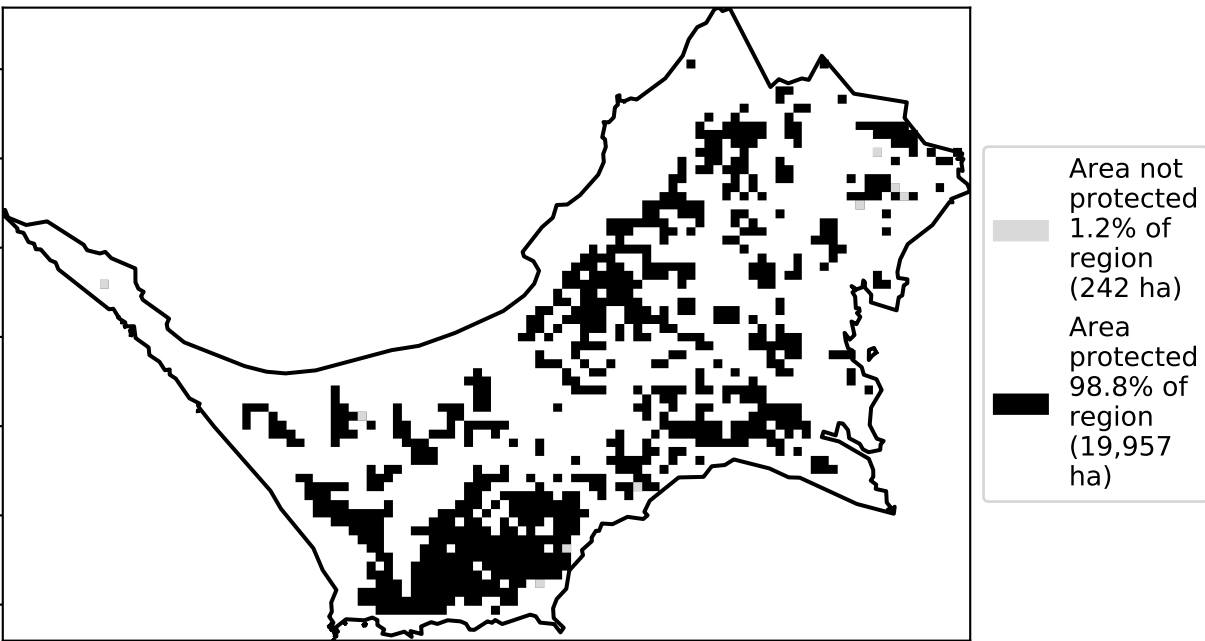 Area not
protected
1.2% of
region
(242 ha)
Area
protected
98.8% of
region
(19,957
ha)